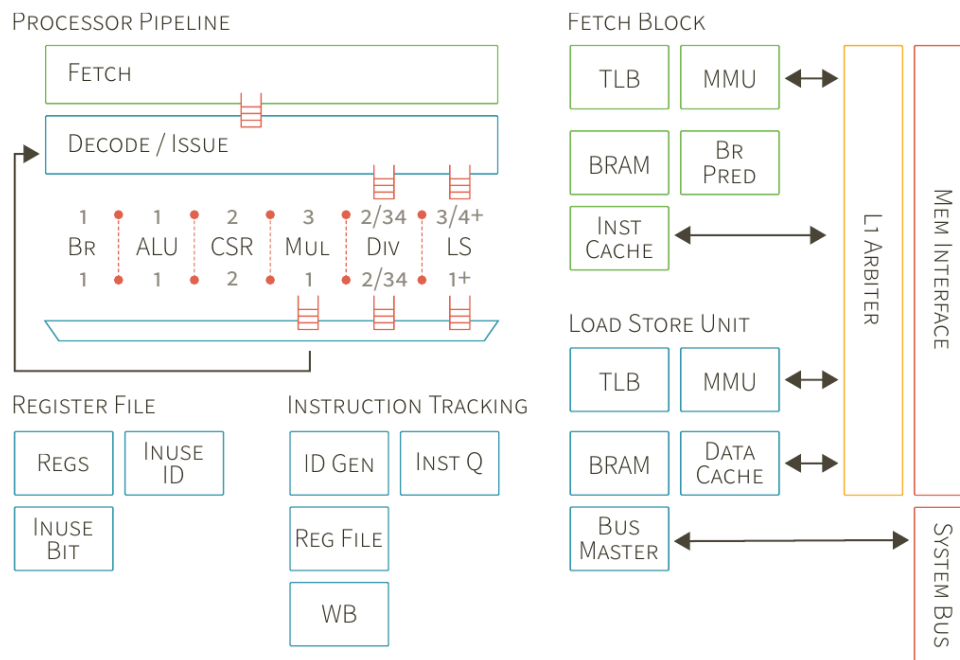 PROCESSOR PIPELINE
FETCH
DECODE / ISSUE
1 1 2 3 2/34 3/4+
BR ALU CSR MUL DIV LS
1 1 2 1 2/34 1+
REGISTER FILE
REGS
INUSE
ID
INUSE
BIT
INSTRUCTION TRACKING
ID GEN
INST Q
REG FILE
WB
FETCH BLOCK
TLB
MMU
BRAM
BR
PRED
INST
CACHE
LOAD STORE UNIT
TLB
MMU
BRAM
DATA
CACHE
BUS
MASTER
L1 ARBITER
MEM INTERFACE
SYSTEM BUS